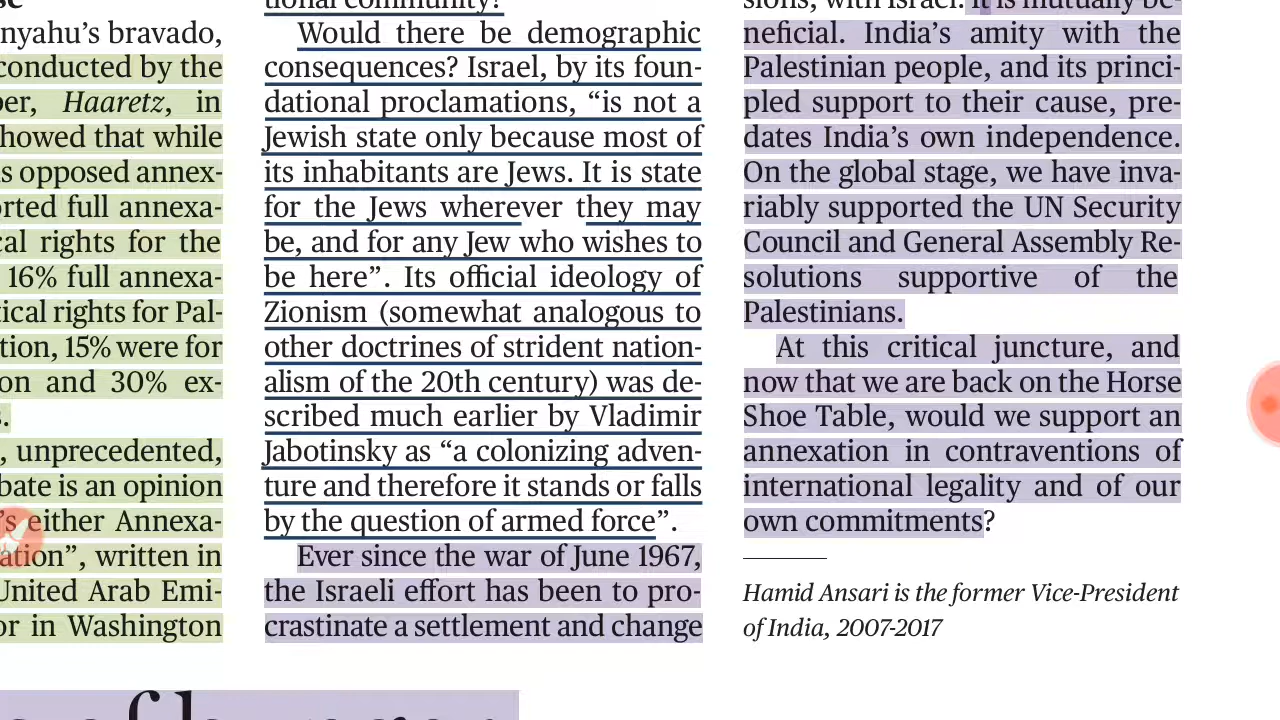 nyahu's bravado,
conducted by the
Haaretz, in
showed that while
opposed annex-
full annexa-
rights for the
16% full annexa-
rights for Pal-
15% were for
and 30% ex-
unprecedented,
is an opinion
either Annexa-
written in
United Arab Emi-
in Washington
tional community?
Would there be demographic
consequences? Israel, by its foun-
dational proclamations, “is not a
Jewish state only because most of
its inhabitants are Jews. It is state
for the Jews wherever they may
be, and for any Jew who wishes to
be here”. Its official ideology of
Zionism (somewhat analogous to
other doctrines of strident nation-
alism of the 20th century) was de-
scribed much earlier by Vladimir
Jabotinsky as “a colonizing adven-
ture and therefore it stands or falls
by the question of armed force”.
Ever since the war of June 1967,
the Israeli effort has been to pro-
crastinate a settlement and change
with Israel. It is mutually be-
neficial. India's amity with the
Palestinian people, and its princi-
pled support to their cause, pre-
dates India's own independence.
On the global stage, we have inva-
riably supported the UN Security
Council and General Assembly Re-
solutions supportive of the
Palestinians.
At this critical juncture, and
now that we are back on the Horse
Shoe Table, would we support an
annexation in contraventions of
international legality and of our
own commitments?
Hamid Ansari is the former Vice-President
of India, 2007-2017